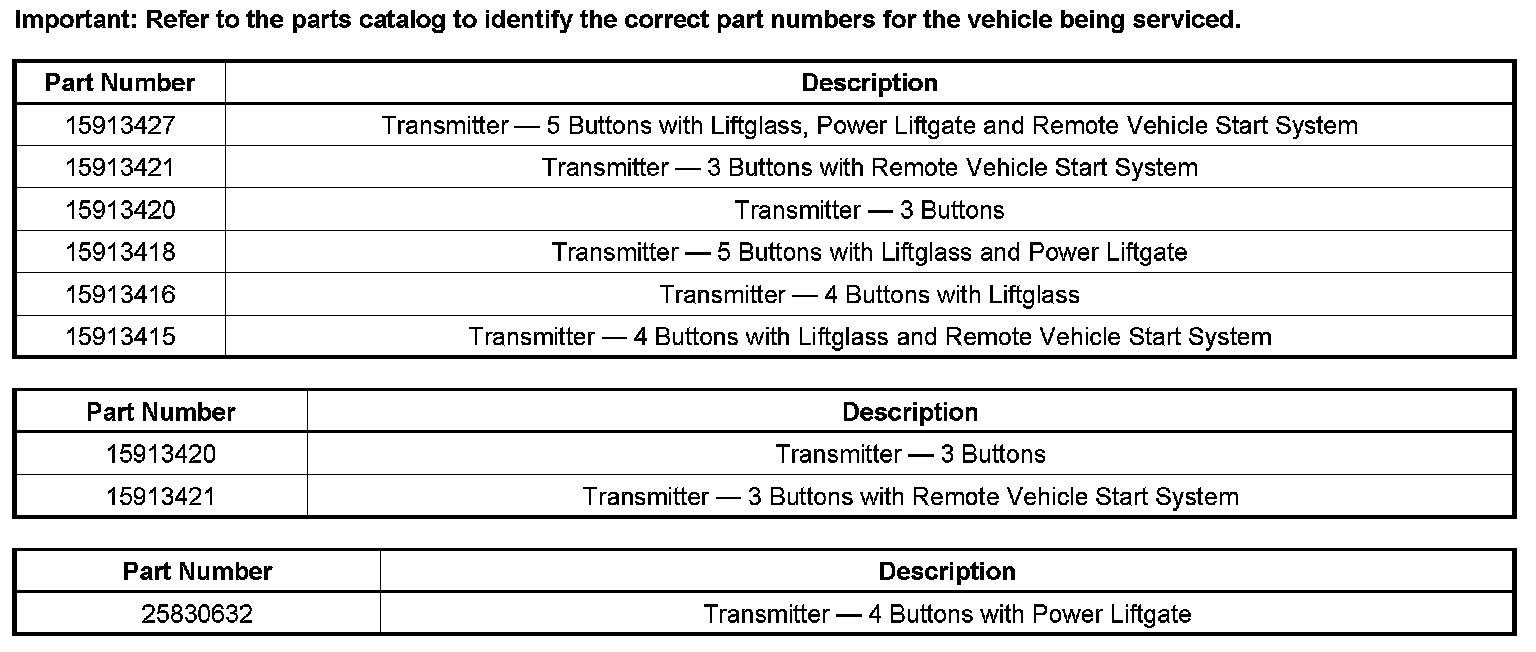 Important: Refer to the parts catalog to identify the correct part numbers for the vehicle being serviced.
Part Number Description
15913427 Transmitter — 5 Buttons with Liftglass, Power Liftgate and Remote Vehicle Start System
15913421 Transmitter — 3 Buttons with Remote Vehicle Start System
15913420 Transmitter — 3 Buttons
15913418 Transmitter — 5 Buttons with Liftglass and Power Liftgate
15913416 Transmitter — 4 Buttons with Liftglass
15913415 Transmitter — 4 Buttons with Liftglass and Remote Vehicle Start System
Part Number Description
15913420 Transmitter — 3 Buttons
15913421 Transmitter — 3 Buttons with Remote Vehicle Start System
Part Number Description
25830632 Transmitter — 4 Buttons with Power Liftgate